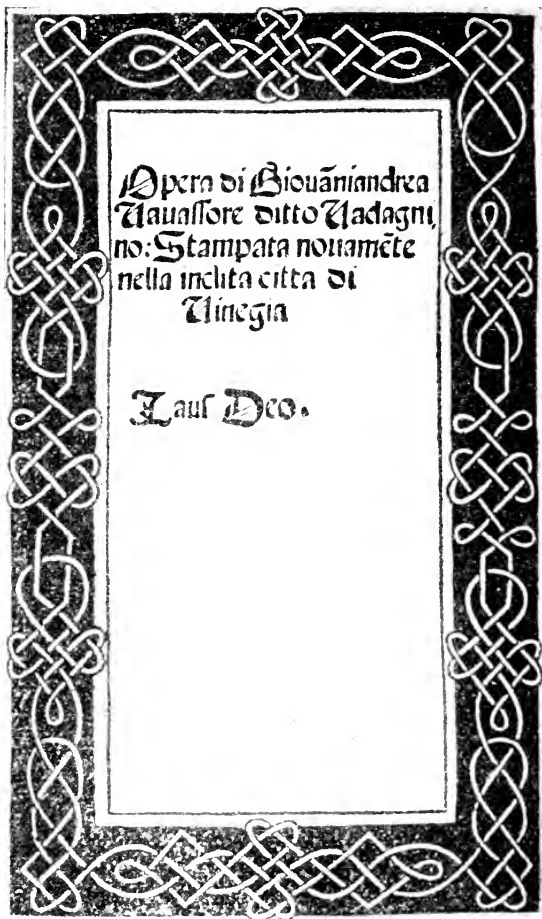 Opera di Giouāniandrea
Uauassore ditto Uadagni,
no: Stampata nouamēte
nella inclita citta di
Uinegia
Laus Deo.